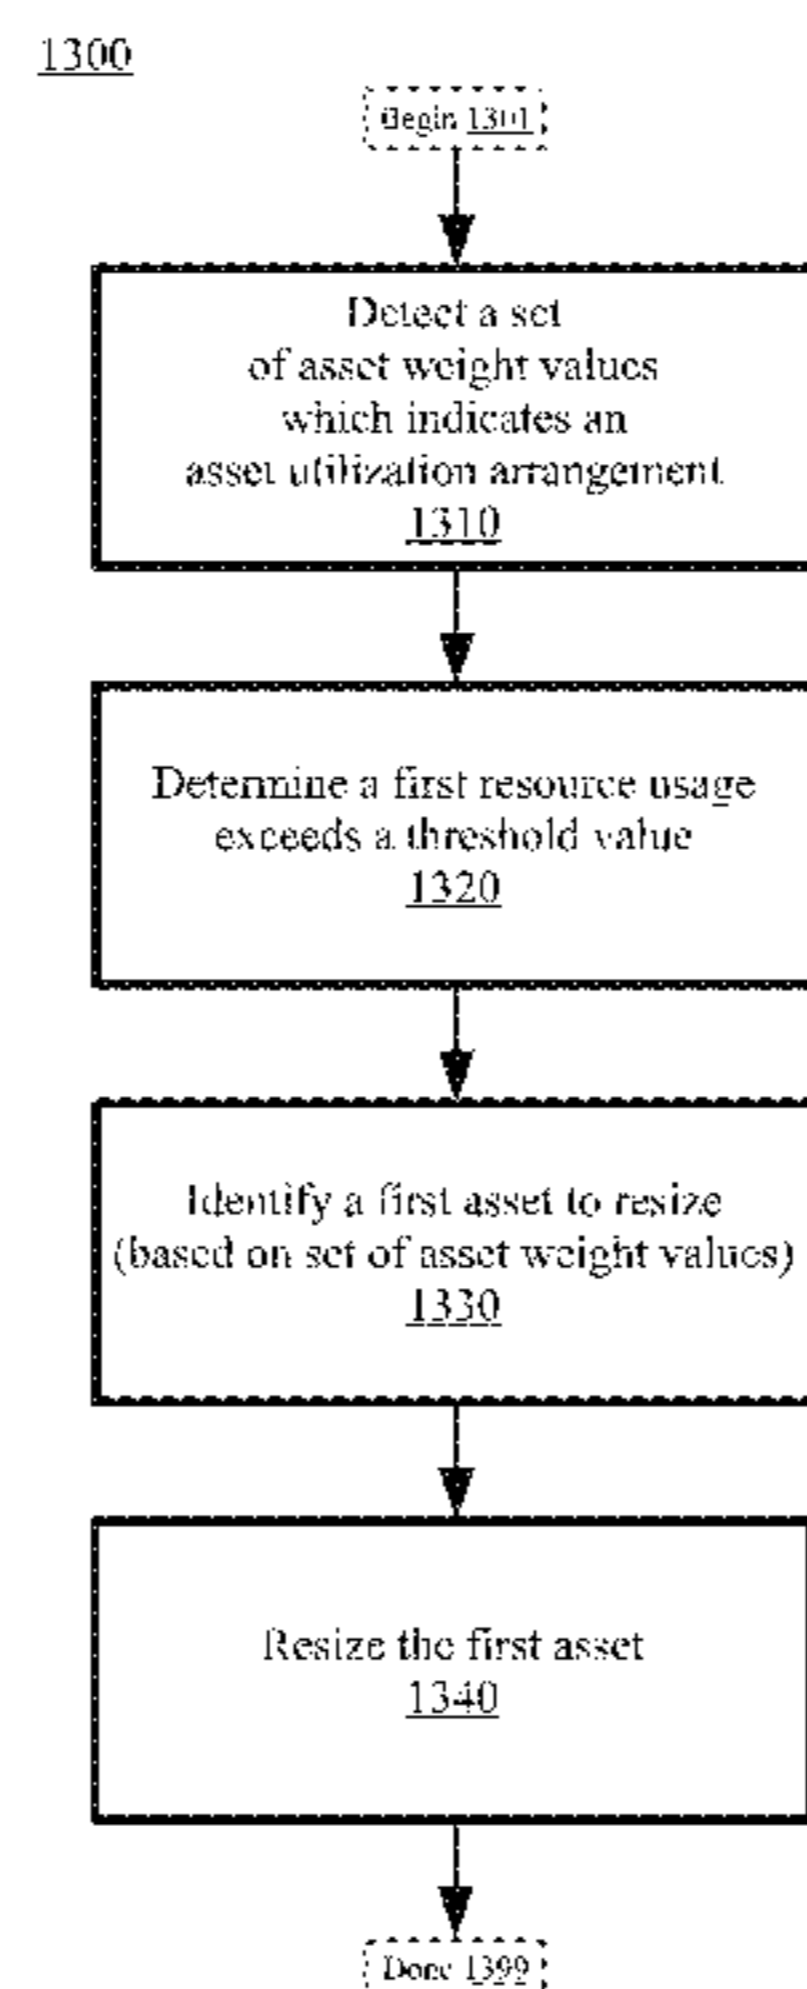 1300
Begin 1301
Detect a set
of asset weight values
which indicates an
asset utilization arrangement
1310
Determine a first resource usage
exceeds a threshold value
1320
Identify a first asset to resize
(based on set of asset weight values)
1330
Resize the first asset
1340
Done 1399